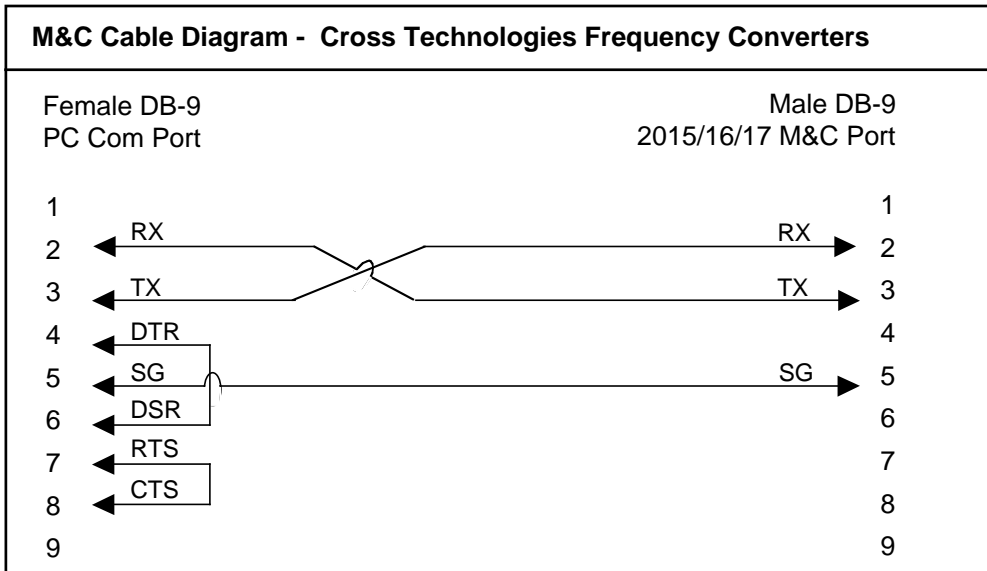 M&C Cable Diagram - Cross Technologies Frequency Converters
Female DB-9
PC Com Port
Male DB-9
2015/16/17 M&C Port
1 1
2 RX RX 2
3 TX TX 3
4 DTR 4
5 SG SG 5
6 DSR 6
7 RTS 7
8 CTS 8
9 9